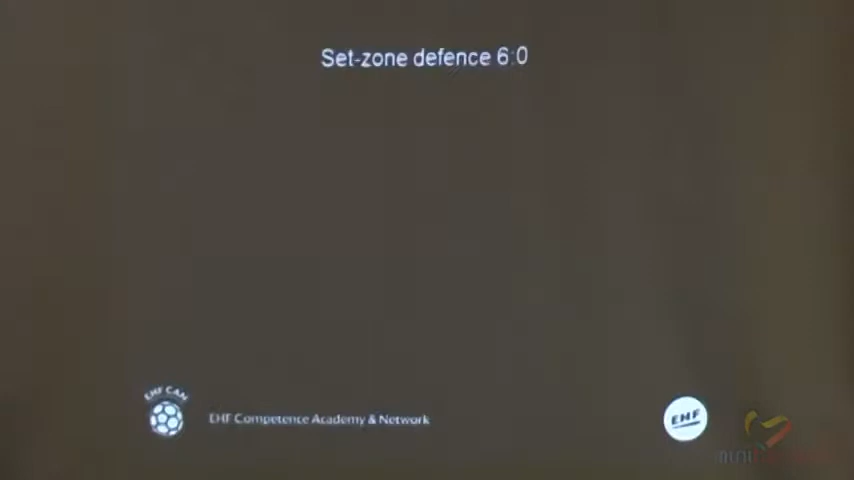 Set-zone defence 6:0
EHF CAN
EHF Competence Academy & Network
EHF